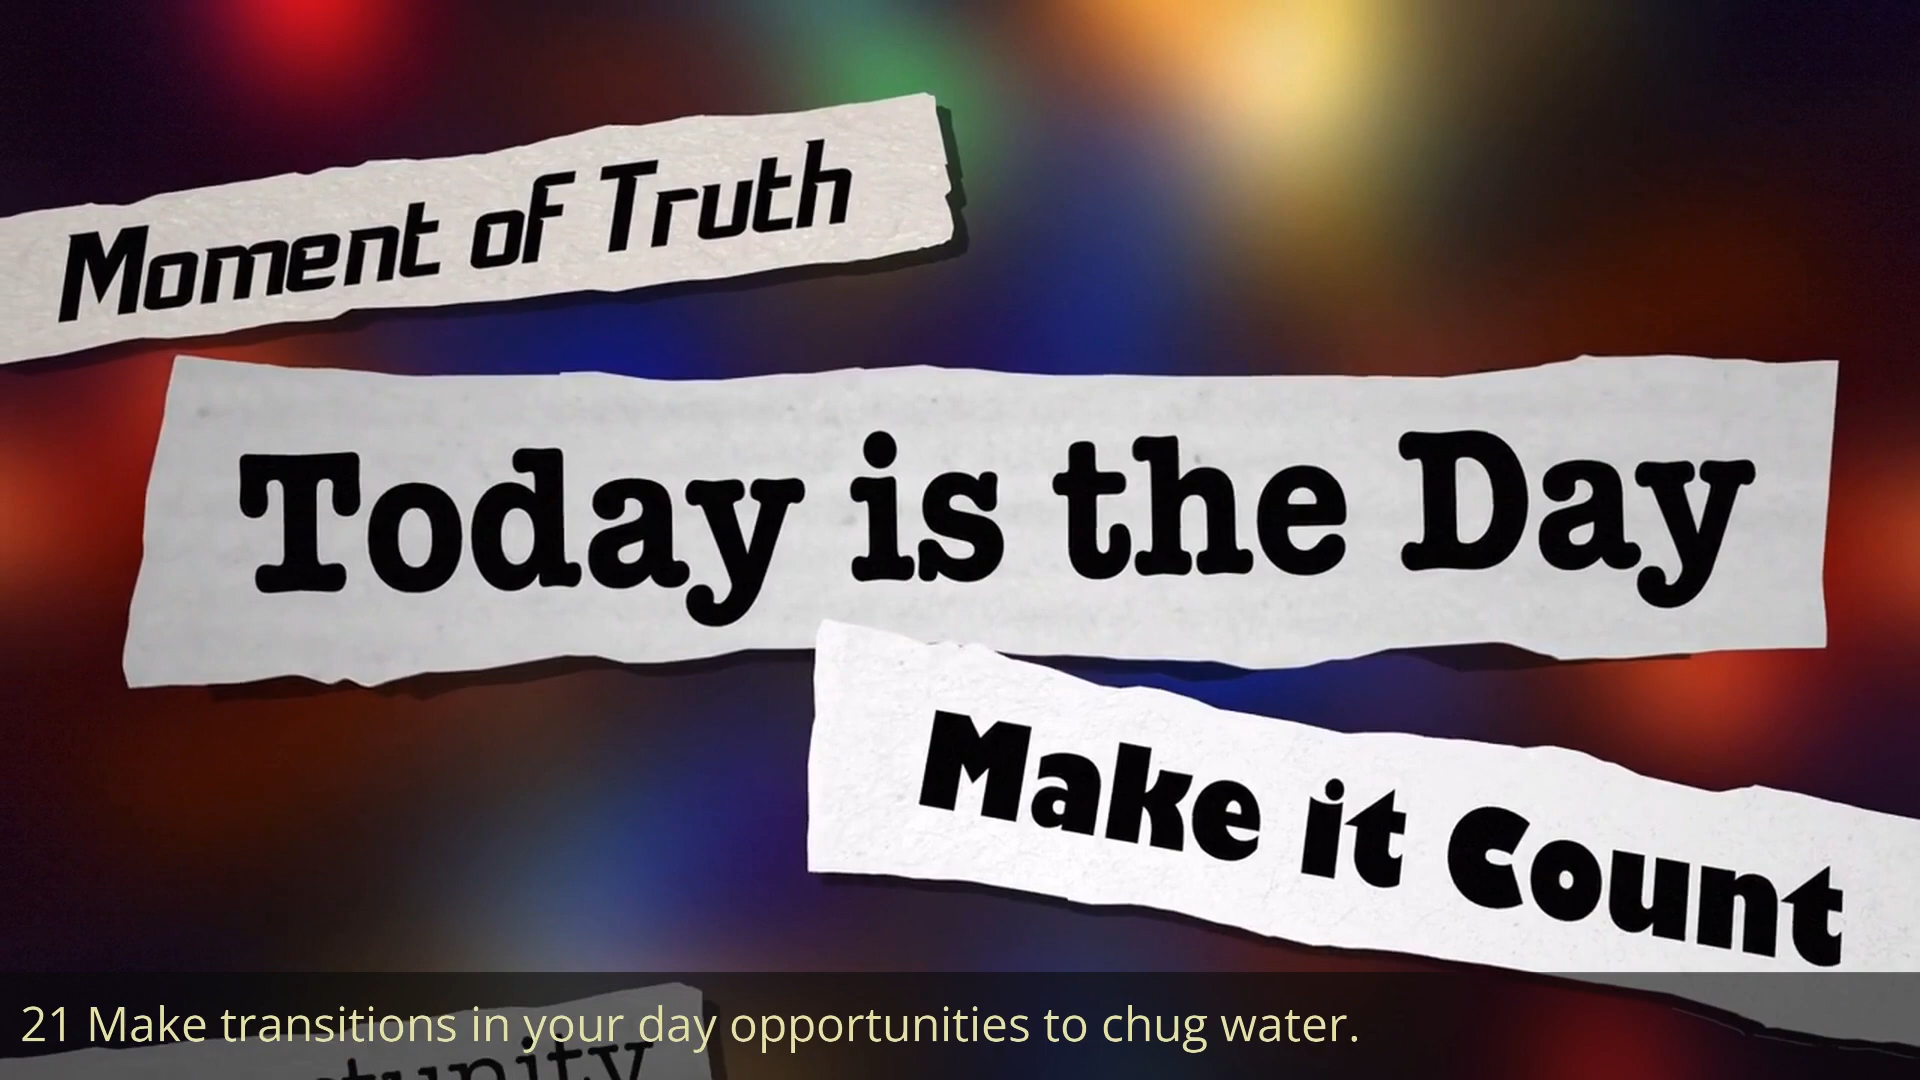 Moment of Truth
Today is the Day
Make it Count
21 Make transitions in your day opportunities to chug water.